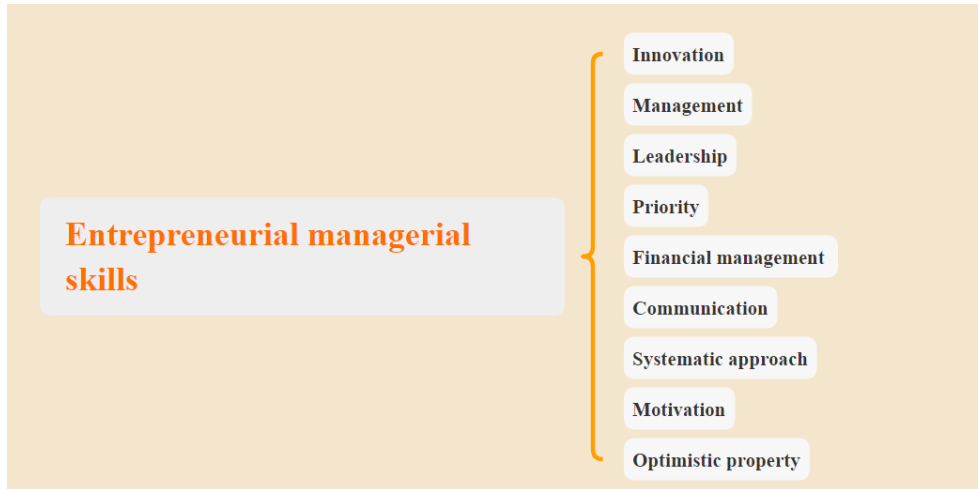 Entrepreneurial managerial
skills
Innovation
Management
Leadership
Priority
Financial management
Communication
Systematic approach
Motivation
Optimistic property